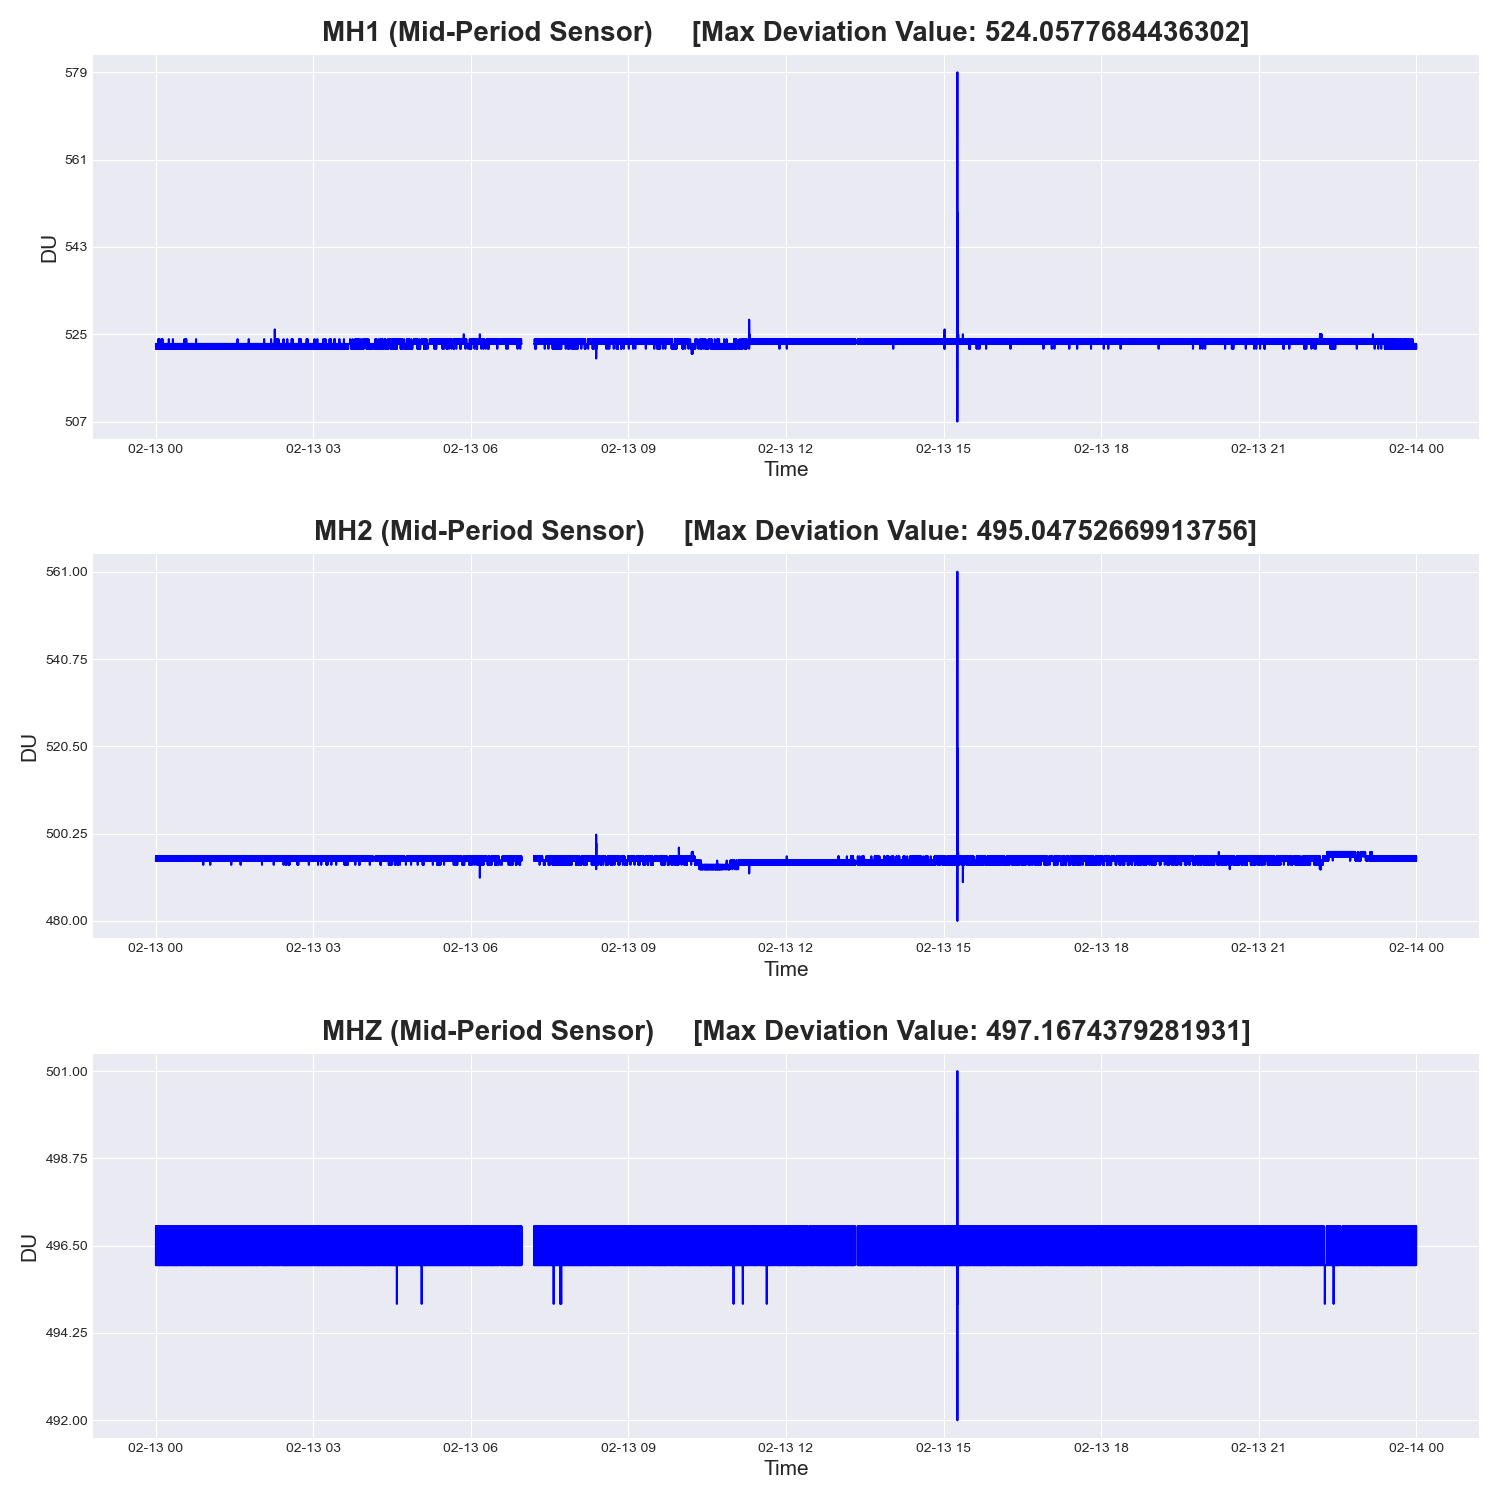 MH1 (Mid-Period Sensor) [Max Deviation Value: 524.0577684436302]
579
561
543
525
507
DU
02-13 00 02-13 03 02-13 06 02-13 09 02-13 12 02-13 15 02-13 18 02-13 21 02-14 00
Time
MH2 (Mid-Period Sensor) [Max Deviation Value: 495.04752669913756]
561.00
540.75
520.50
500.25
480.00
DU
02-13 00 02-13 03 02-13 06 02-13 09 02-13 12 02-13 15 02-13 18 02-13 21 02-14 00
Time
MHZ (Mid-Period Sensor) [Max Deviation Value: 497.1674379281931]
501.00
498.75
496.50
494.25
492.00
DU
02-13 00 02-13 03 02-13 06 02-13 09 02-13 12 02-13 15 02-13 18 02-13 21 02-14 00
Time